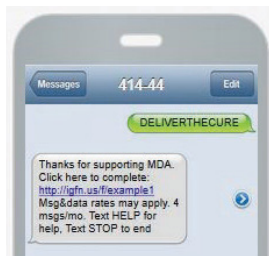 Messages
414-44
Edit
DELIVERTHECURE
Thanks for supporting MDA.
Click here to complete:
http://igfn.us/f/example1
Msg&data rates may apply. 4
msgs/mo. Text HELP for
help, Text STOP to end